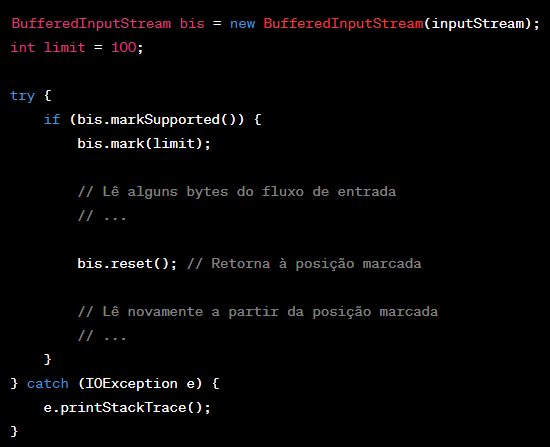 BufferedInputStream bis = new BufferedInputStream(inputStream);
int limit = 100;
try {
if (bis.markSupported()) {
bis.mark(limit);
// Lê alguns bytes do fluxo de entrada
// ...
bis.reset(); // Retorna à posição marcada
// Lê novamente a partir da posição marcada
// ...
}
} catch (IOException e) {
e.printStackTrace();
}